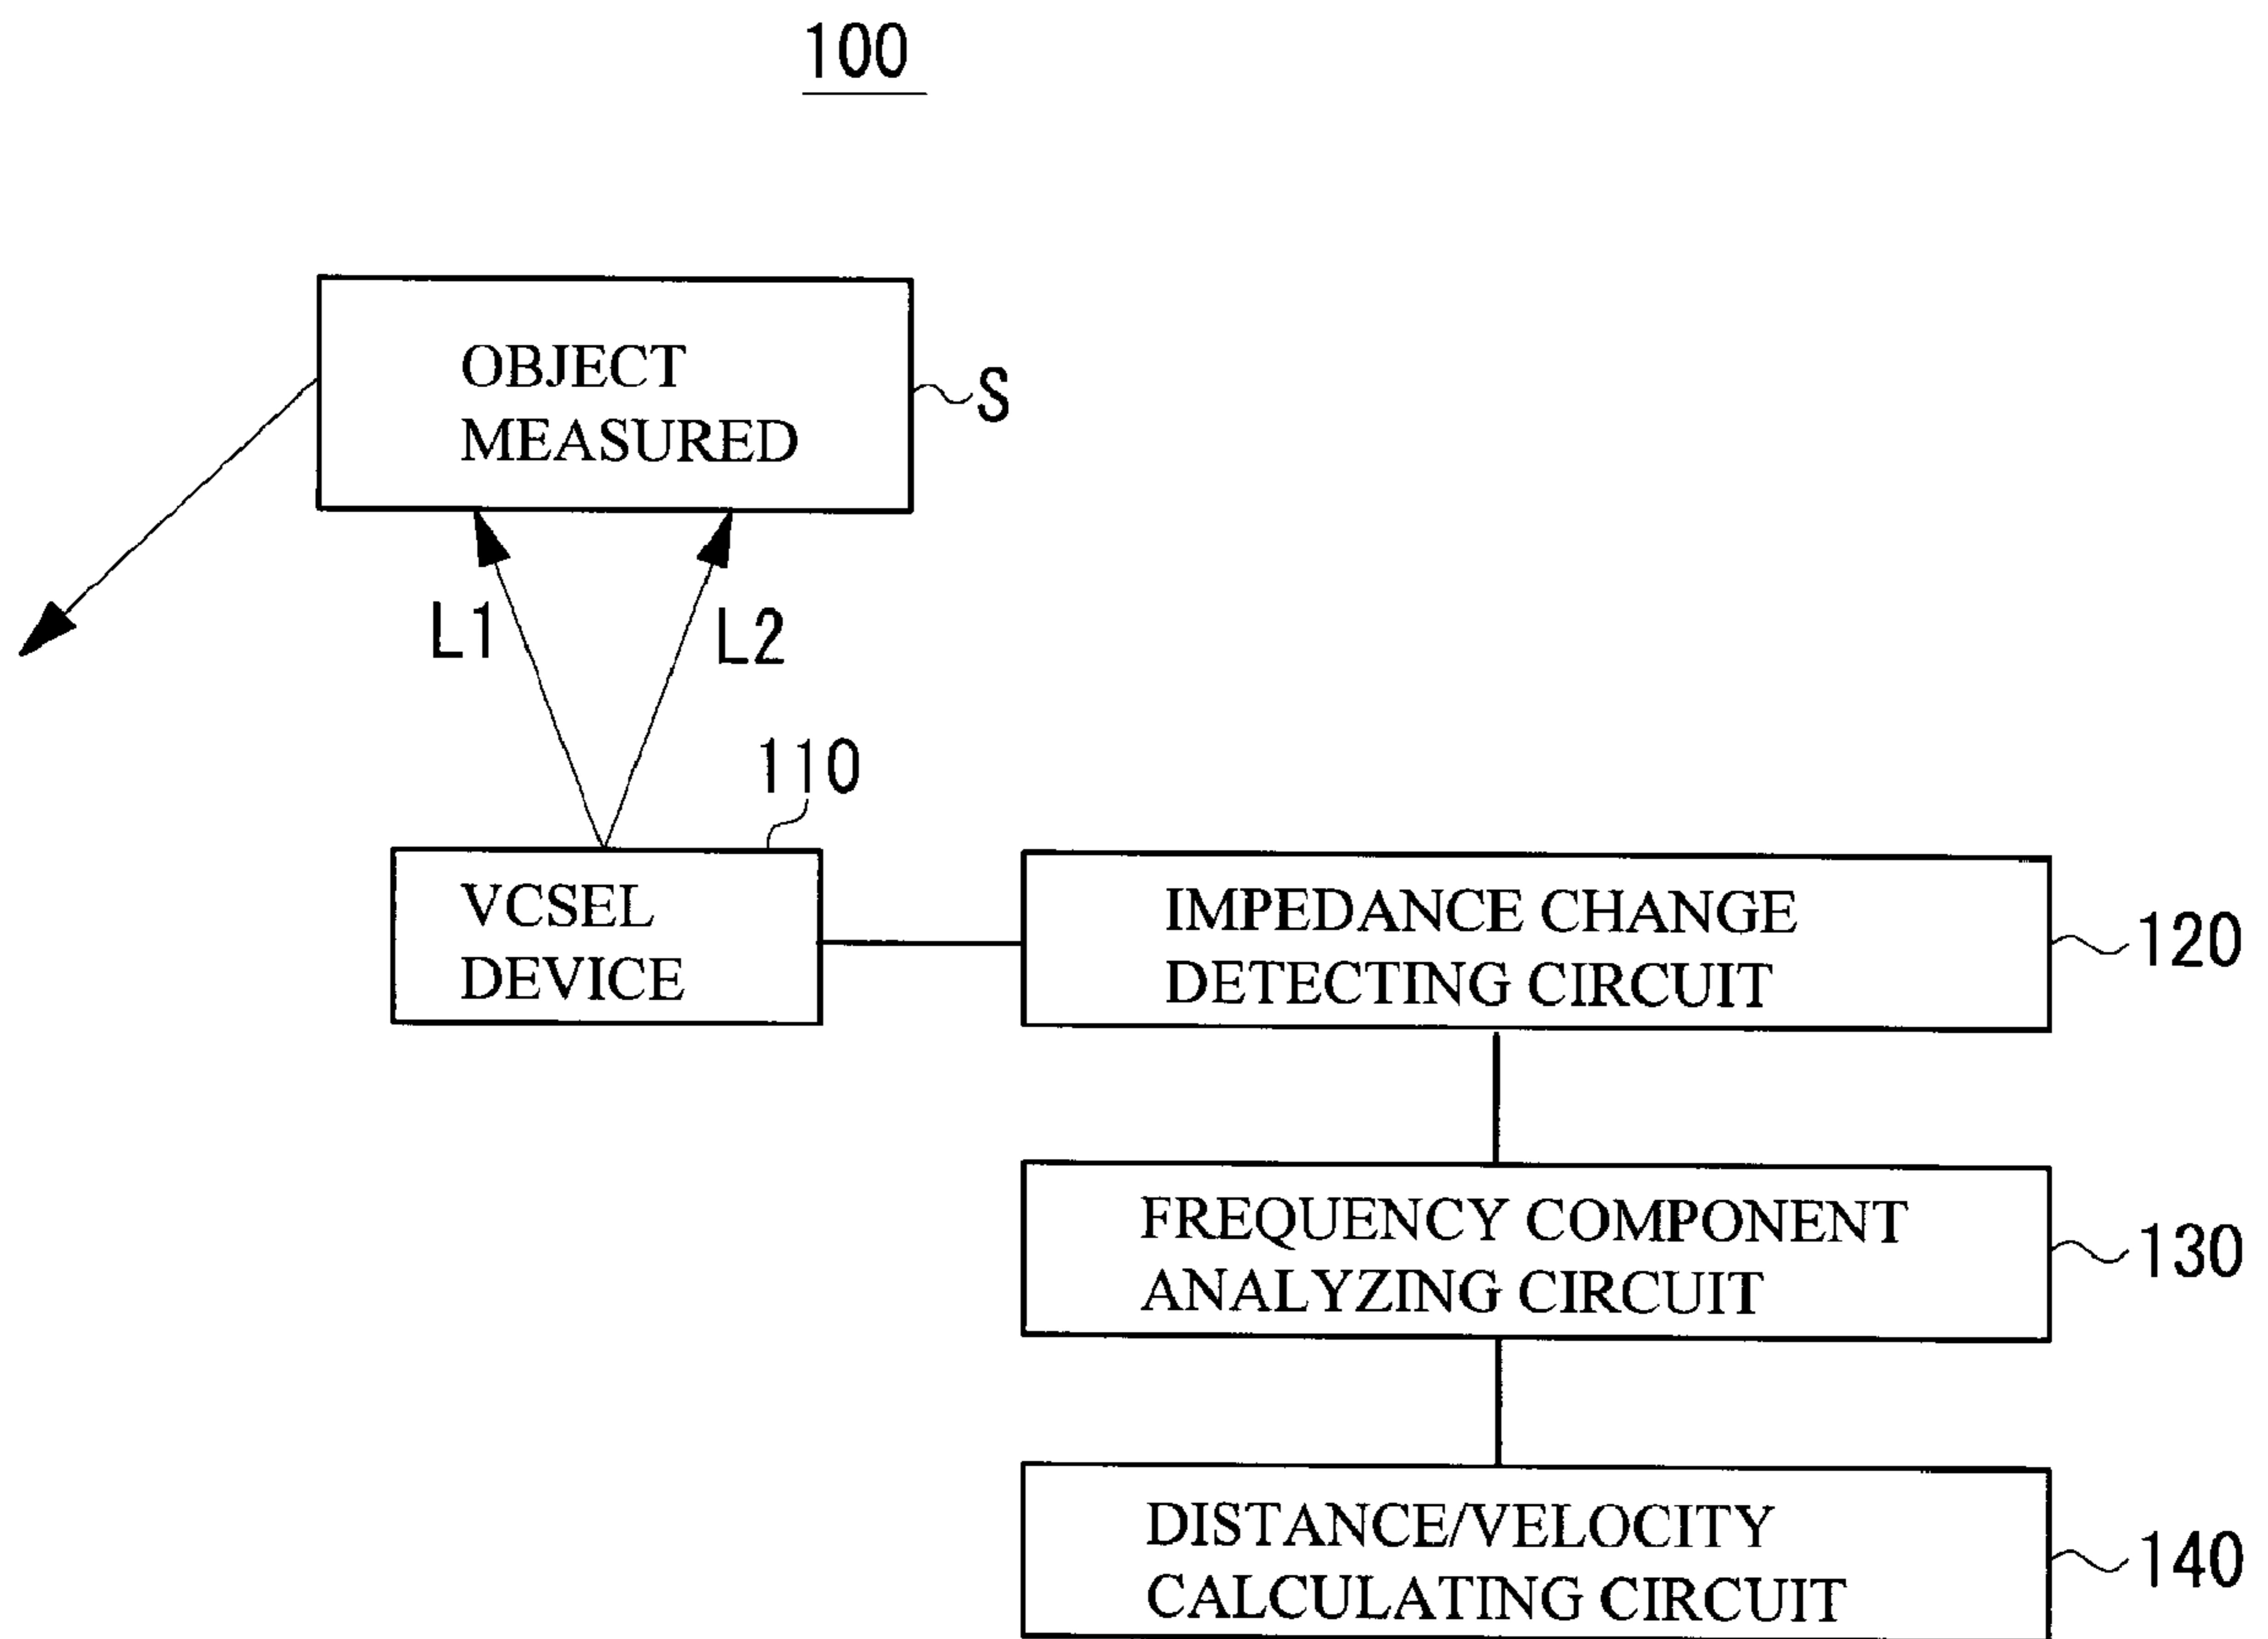 100
OBJECT
MEASURED
S
L1
L2
110
VCSEL
DEVICE
IMPEDANCE CHANGE
DETECTING CIRCUIT
120
FREQUENCY COMPONENT
ANALYZING CIRCUIT
130
DISTANCE/VELOCITY
CALCULATING CIRCUIT
140